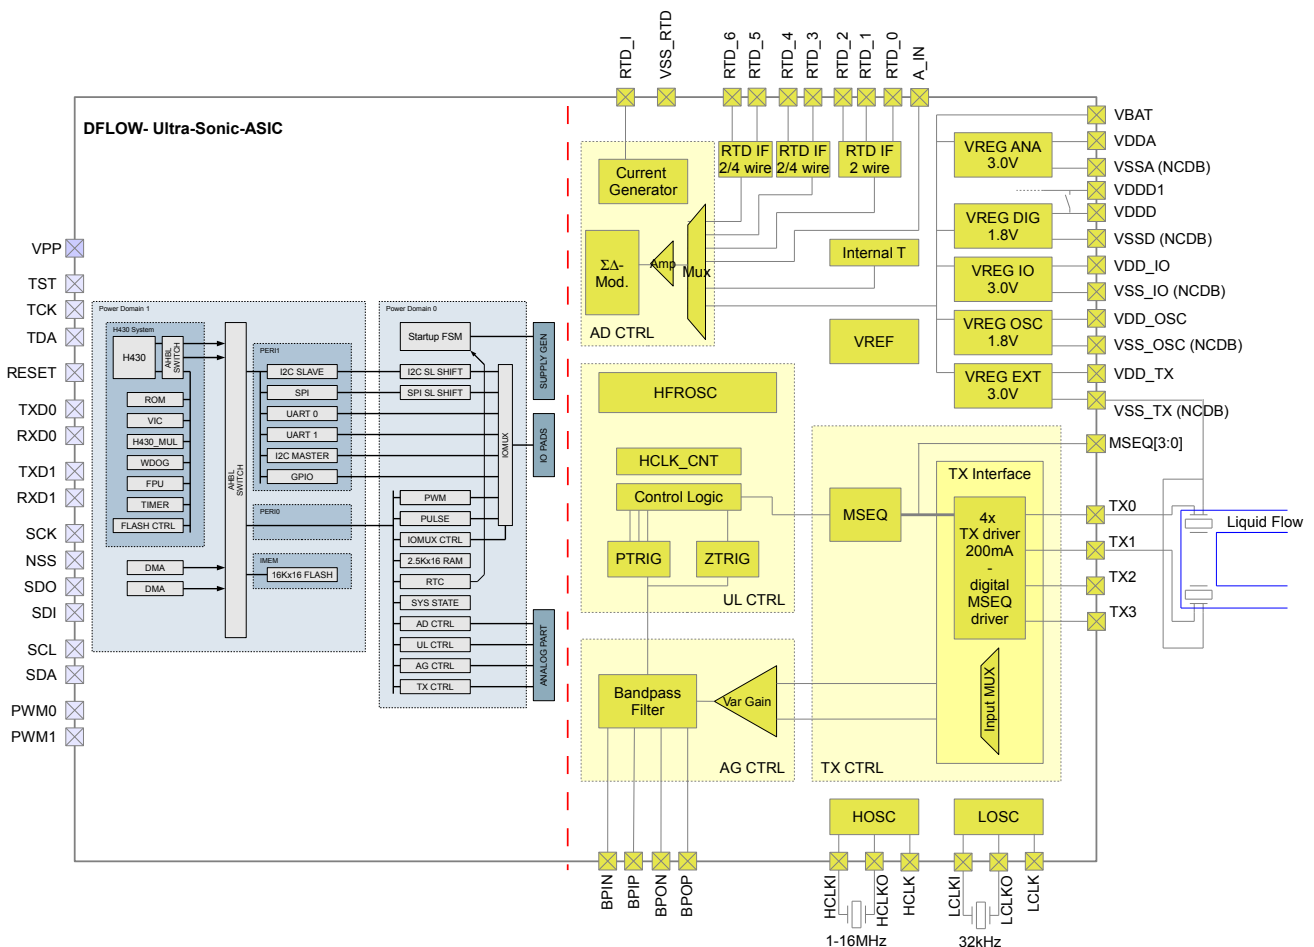 RTD_I
VSS_RTD
RTD_6
RTD_5
RTD_4
RTD_3
RTD_2
RTD_1
RTD_0
A_IN
DFLOW- Ultra-Sonic-ASIC
VPP
TST
TCK
TDA
RESET
TXD0
RXD0
TXD1
RXD1
SCK
NSS
SDO
SDI
SCL
SDA
PWM0
PWM1
Power Domain 1
H430 System
H430
AHBL
SWITCH
ROM
VIC
H430_MUL
WDOG
FPU
TIMER
FLASH CTRL
DMA
DMA
AHBL
SWITCH
PERI1
I2C SLAVE
SPI
UART 0
UART 1
I2C MASTER
GPIO
PERI0
IMEM
16Kx16 FLASH
Power Domain 0
Startup FSM
I2C SL SHIFT
SPI SL SHIFT
IOMUX
PWM
PULSE
IOMUX CTRL
2.5Kx16 RAM
RTC
SYS STATE
AD CTRL
UL CTRL
AG CTRL
TX CTRL
SUPPLY GEN
IO PADS
ANALOG PART
Current
Generator
ΣΔ-
Mod.
Amp
Mux
AD CTRL
RTD IF
2/4 wire
RTD IF
2/4 wire
RTD IF
2 wire
Internal T
VREF
VREG ANA
3.0V
VREG DIG
1.8V
VREG IO
3.0V
VREG OSC
1.8V
VREG EXT
3.0V
VBAT
VDDA
VSSA (NCDB)
VDDD1
VDDD
VSSD (NCDB)
VDD_IO
VSS_IO (NCDB)
VDD_OSC
VSS_OSC (NCDB)
VDD_TX
VSS_TX (NCDB)
MSEQ[3:0]
TX0
TX1
TX2
TX3
Liquid Flow
HFROSC
HCLK_CNT
Control Logic
PTRIG
ZTRIG
UL CTRL
MSEQ
TX Interface
4x
TX driver
200mA
-
digital
MSEQ
driver
Input MUX
TX CTRL
Bandpass
Filter
Var Gain
AG CTRL
HOSC
LOSC
BPIN
BPIP
BPON
BPOP
HCLKI
HCLKO
HCLK
LCLKI
LCLKO
LCLK
1-16MHz
32kHz